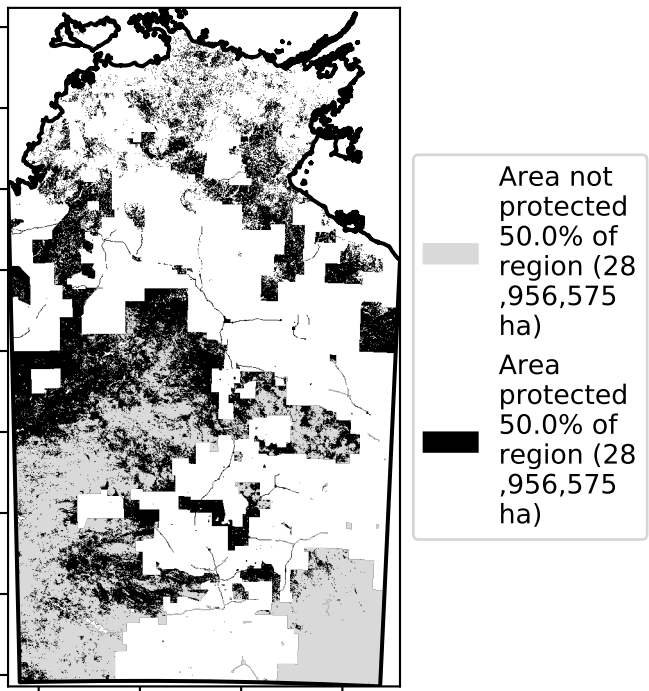 Area not
protected
50.0% of
region (28
,956,575
ha)
Area
protected
50.0% of
region (28
,956,575
ha)